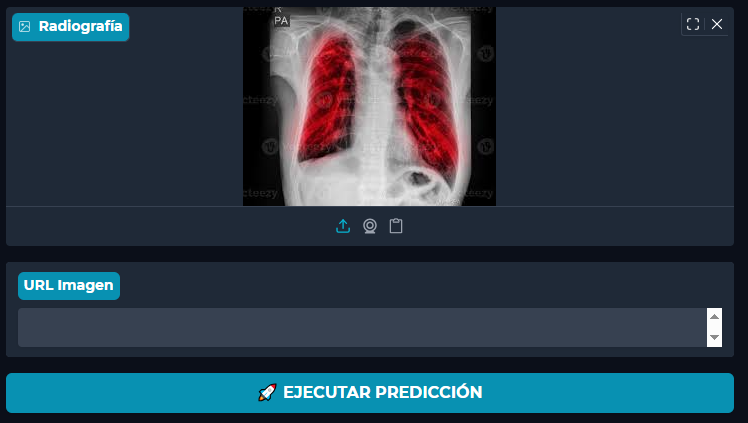 Radiografía
R
PA
URL Imagen
🚀 EJECUTAR PREDICCIÓN